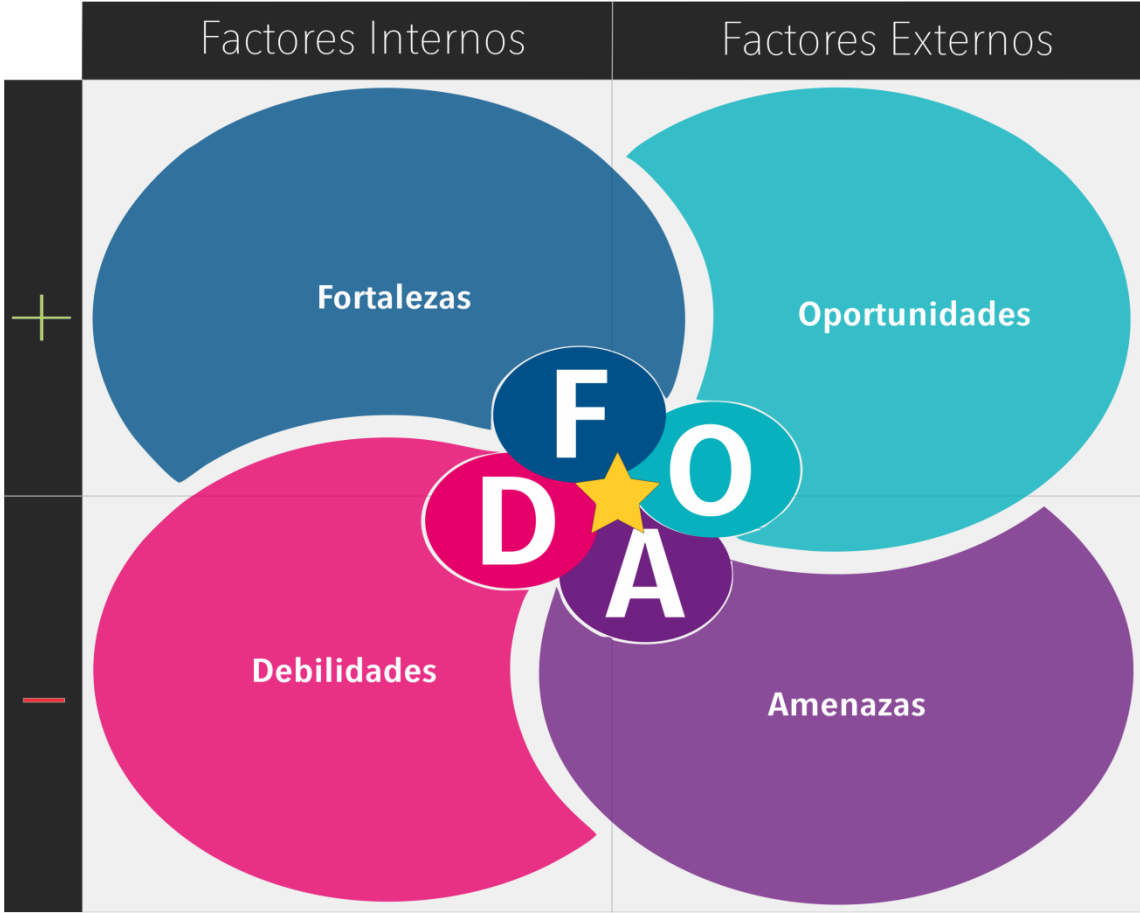 Factores Internos
Factores Externos
+
Fortalezas
Oportunidades
F
O
D
A
−
Debilidades
Amenazas